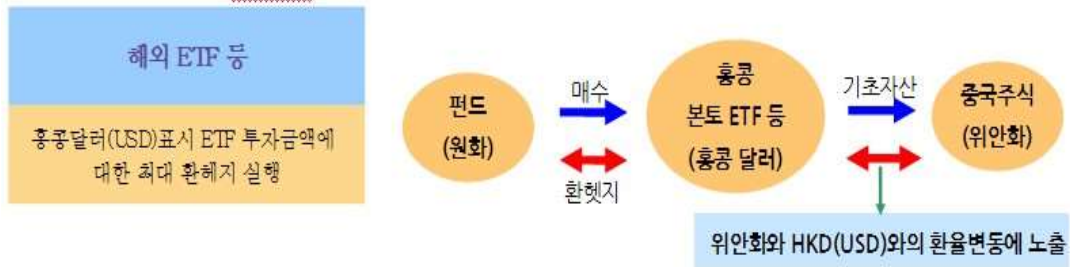 해외 ETF 등
홍콩달러(USD)표시 ETF 투자금액에
대한 최대 환헤지 실행
펀드
(원화)
매수
환헷지
홍콩
본토 ETF 등
(홍콩 달러)
기초자산
중국주식
(위안화)
위안화와 HKD(USD)와의 환율변동에 노출